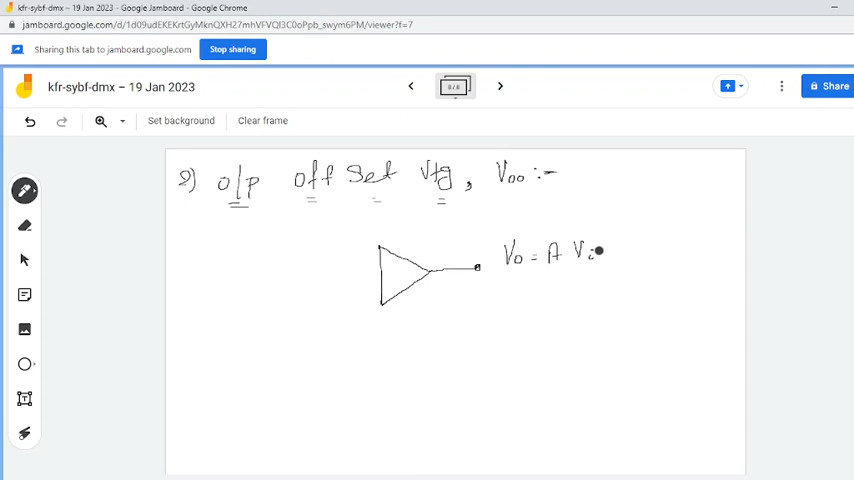 kfr-sybf-dmx – 19 Jan 2023 - Google Jamboard - Google Chrome
jamboard.google.com/d/1d09udEKEKrtGyMknQXH27mhVFVQI3C0oPpb_swym6PM/viewer?f=7
Sharing this tab to jamboard.google.com Stop sharing
kfr-sybf-dmx – 19 Jan 2023 8 / 8 Share
Set background Clear frame
2) o/p off Set Vtg, Voo :-
Vo = A Vi